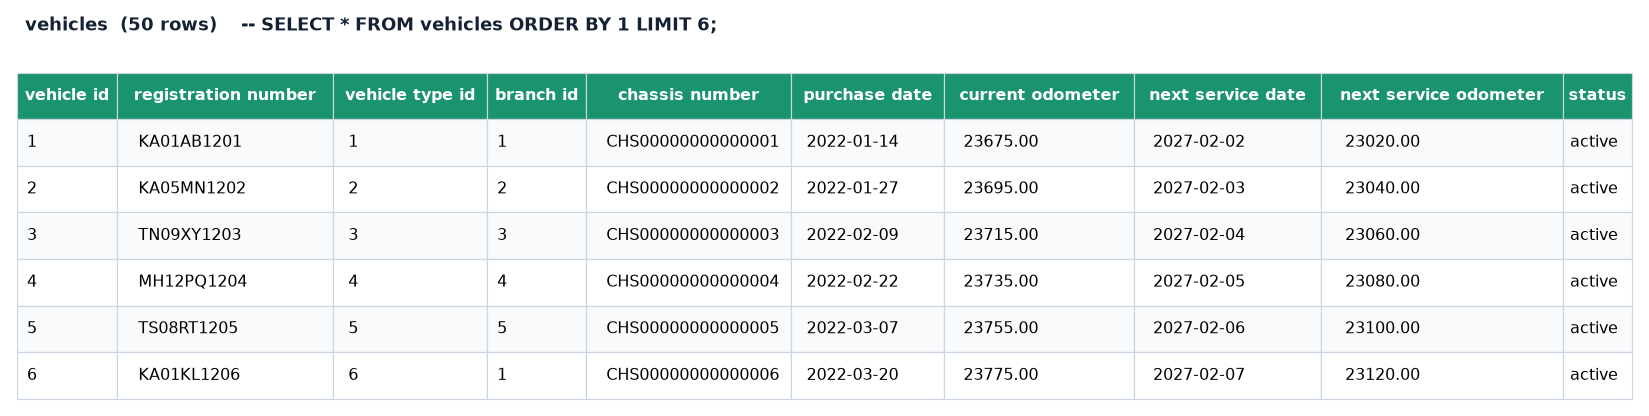 vehicles (50 rows) -- SELECT * FROM vehicles ORDER BY 1 LIMIT 6;
vehicle id registration number vehicle type id branch id chassis number purchase date current odometer next service date next service odometer status
1 KA01AB1201 1 1 CHS00000000000001 2022-01-14 23675.00 2027-02-02 23020.00 active
2 KA05MN1202 2 2 CHS00000000000002 2022-01-27 23695.00 2027-02-03 23040.00 active
3 TN09XY1203 3 3 CHS00000000000003 2022-02-09 23715.00 2027-02-04 23060.00 active
4 MH12PQ1204 4 4 CHS00000000000004 2022-02-22 23735.00 2027-02-05 23080.00 active
5 TS08RT1205 5 5 CHS00000000000005 2022-03-07 23755.00 2027-02-06 23100.00 active
6 KA01KL1206 6 1 CHS00000000000006 2022-03-20 23775.00 2027-02-07 23120.00 active